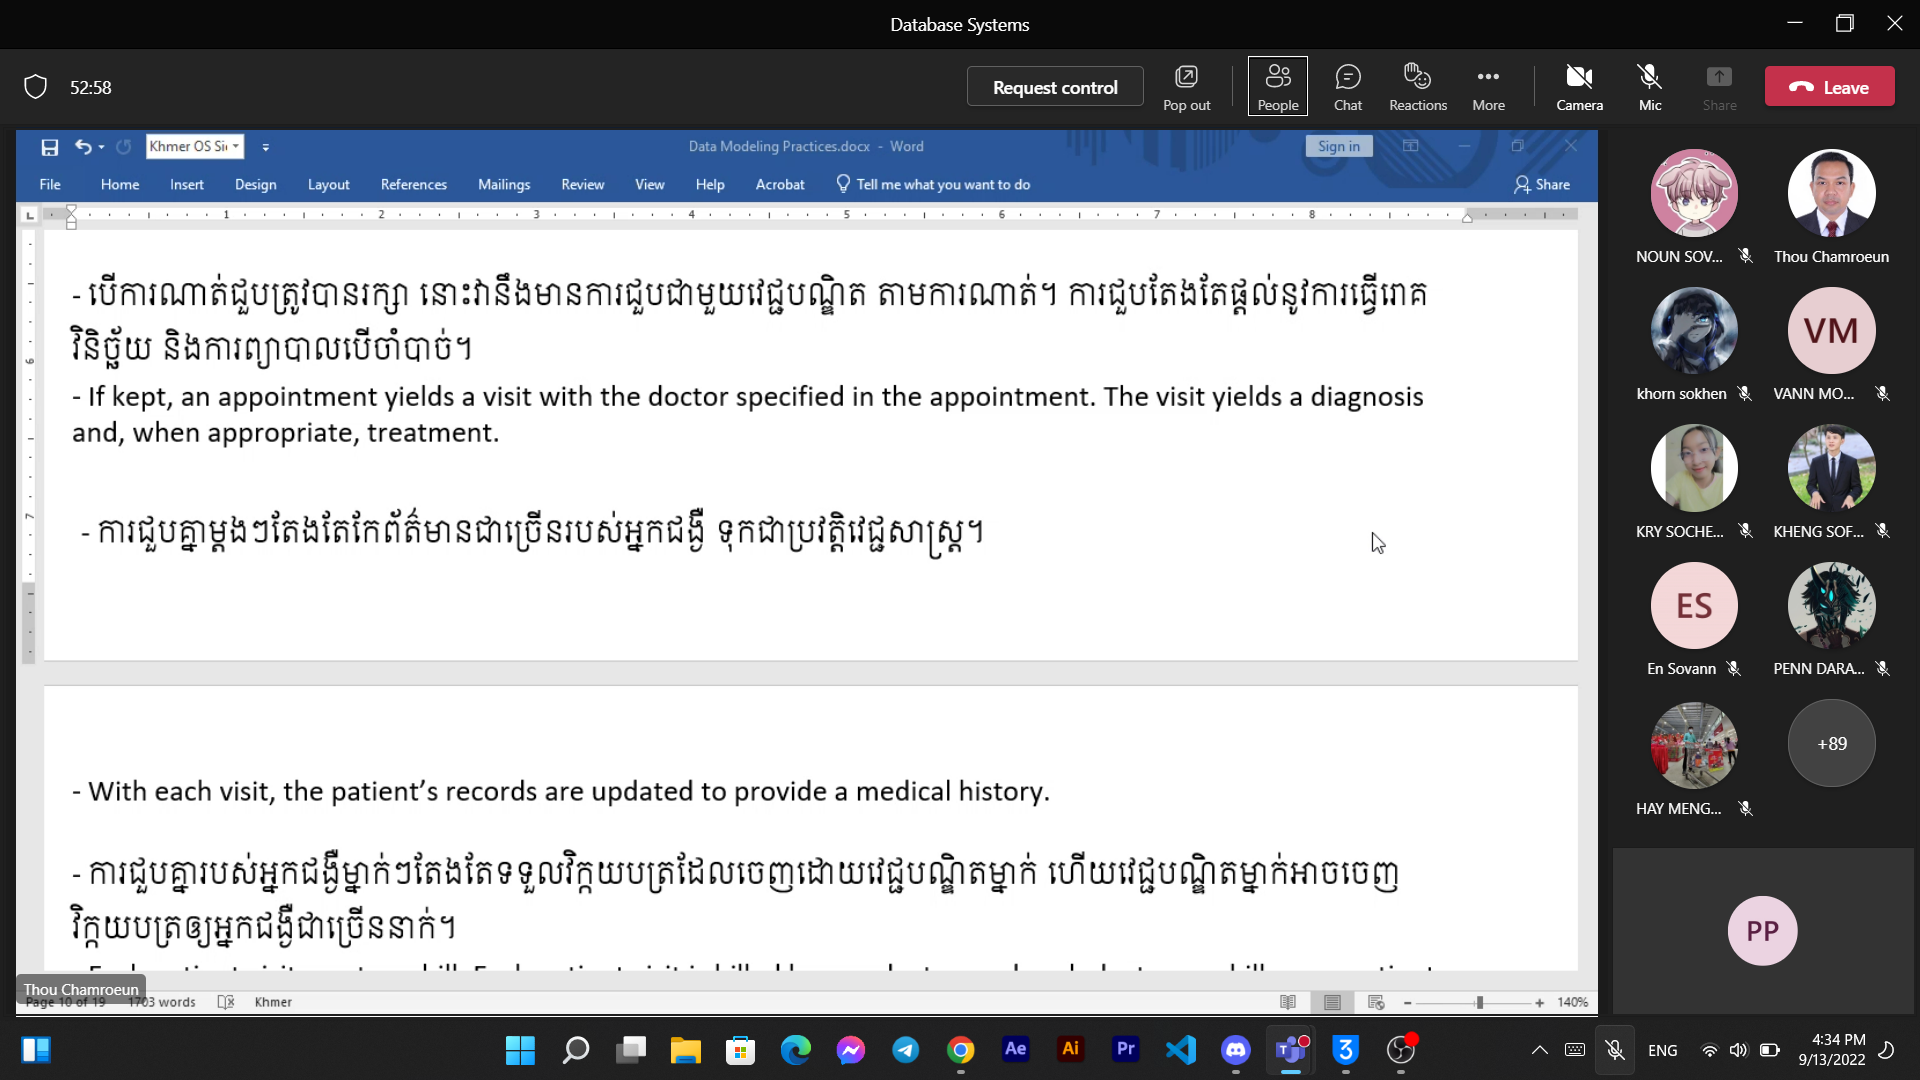 Database Systems
52:58
Request control
Pop out
People
Chat
Reactions
More
Camera
Mic
Share
Leave
Khmer OS Si
Data Modeling Practices.docx - Word
Sign in
File Home Insert Design Layout References Mailings Review View Help Acrobat Tell me what you want to do Share
1 2 3 4 5 6 7 8
- បើការណាត់ជួបត្រូវបានរក្សា នោះវានឹងមានការជួបជាមួយវេជ្ជបណ្ឌិត តាមការណាត់។ ការជួបតែងតែផ្តល់នូវការធ្វើរោគ
វិនិច្ឆ័យ និងការព្យាបាលបើចាំបាច់។
- If kept, an appointment yields a visit with the doctor specified in the appointment. The visit yields a diagnosis
and, when appropriate, treatment.
- ការជួបគ្នាម្តងៗតែងតែកែព័ត៌មានជាច្រើនរបស់អ្នកជង្ងឺ ទុកជាប្រវត្តិវេជ្ជសាស្ត្រ។
- With each visit, the patient’s records are updated to provide a medical history.
- ការជួបគ្នារបស់អ្នកជង្ងឺម្នាក់ៗតែងតែទទួលវិក្កយបត្រដែលចេញដោយវេជ្ជបណ្ឌិតម្នាក់ ហើយវេជ្ជបណ្ឌិតម្នាក់អាចចេញ
វិក្កយបត្រឲ្យអ្នកជង្ងឺជាច្រើននាក់។
Thou Chamroeun
Page 10 of 19 1703 words Khmer 140%
NOUN SOV...
Thou Chamroeun
khorn sokhen
VM
VANN MO...
KRY SOCHE...
KHENG SOF...
ES
En Sovann
PENN DARA...
HAY MENG...
+89
PP
Ae Ai Pr
ENG
4:34 PM
9/13/2022